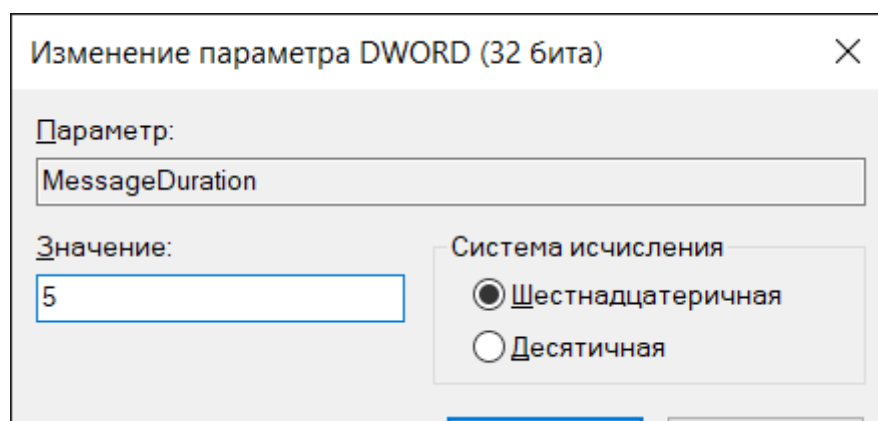 Изменение параметра DWORD (32 бита)
Параметр:
MessageDuration
Значение:
5
Система исчисления
Шестнадцатеричная
Десятичная